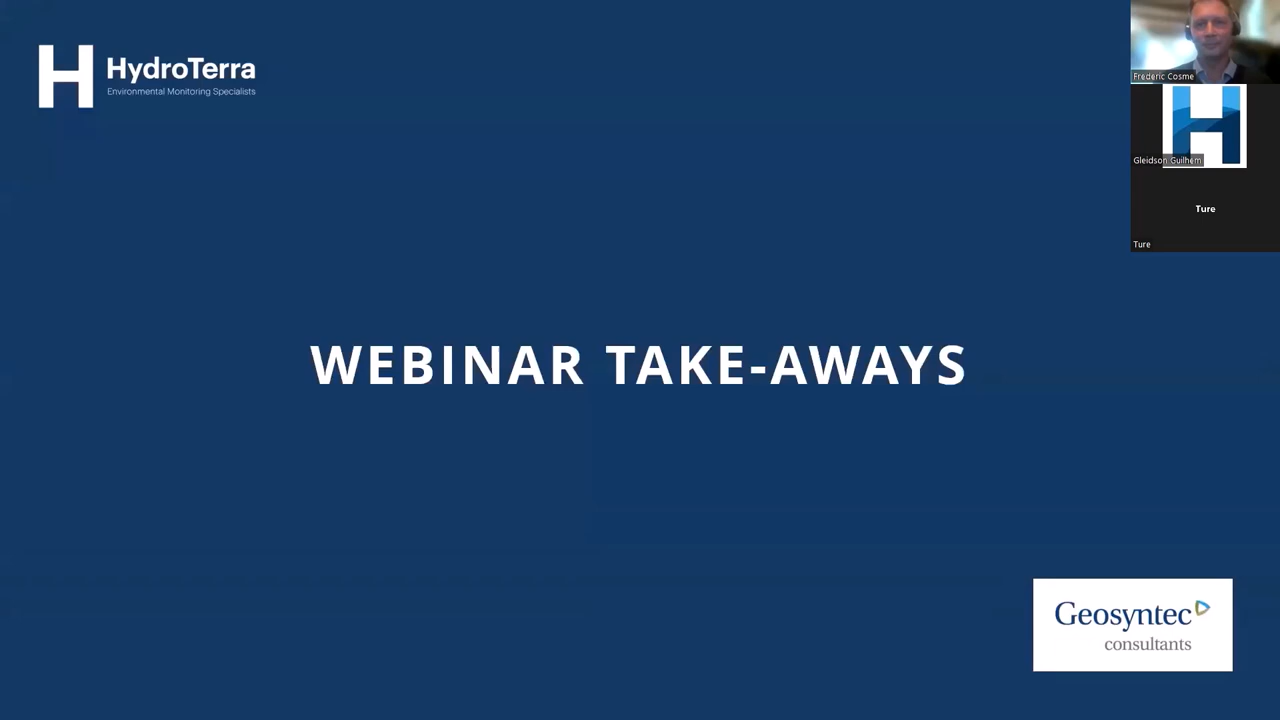 HydroTerra
Environmental Monitoring Specialists
Frederic Cosme
Gleidson Guilhem
Ture
Ture
WEBINAR TAKE-AWAYS
Geosyntec
consultants